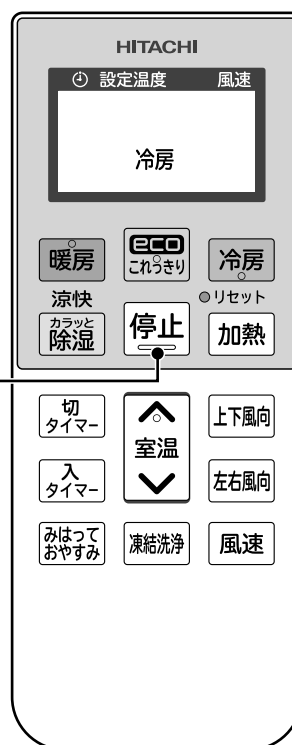 HITACHI
設定温度 風速
冷房
暖房
eco
これっきり
冷房
涼快
カラッと
除湿
停止
リセット
加熱
切
タイマー
室温
上下風向
入
タイマー
左右風向
みはって
おやすみ
凍結洗浄
風速